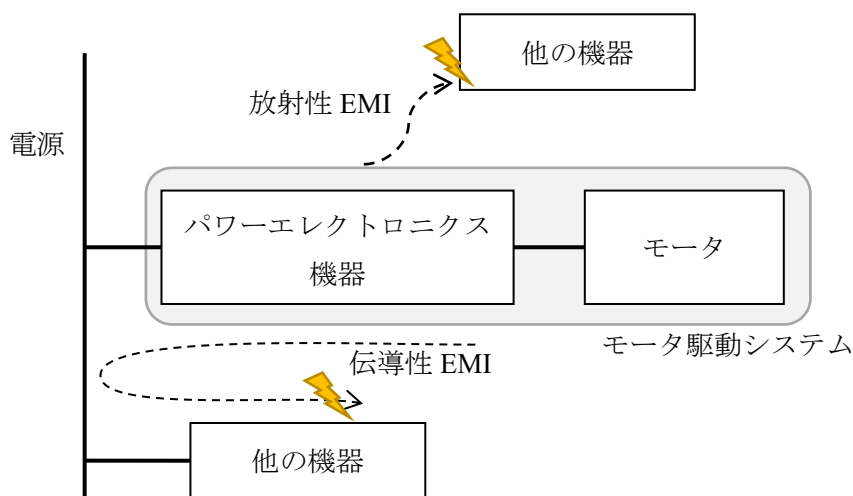 他の機器
放射性 EMI
電源
パワーエレクトロニクス
機器
モータ
モータ駆動システム
伝導性 EMI
他の機器